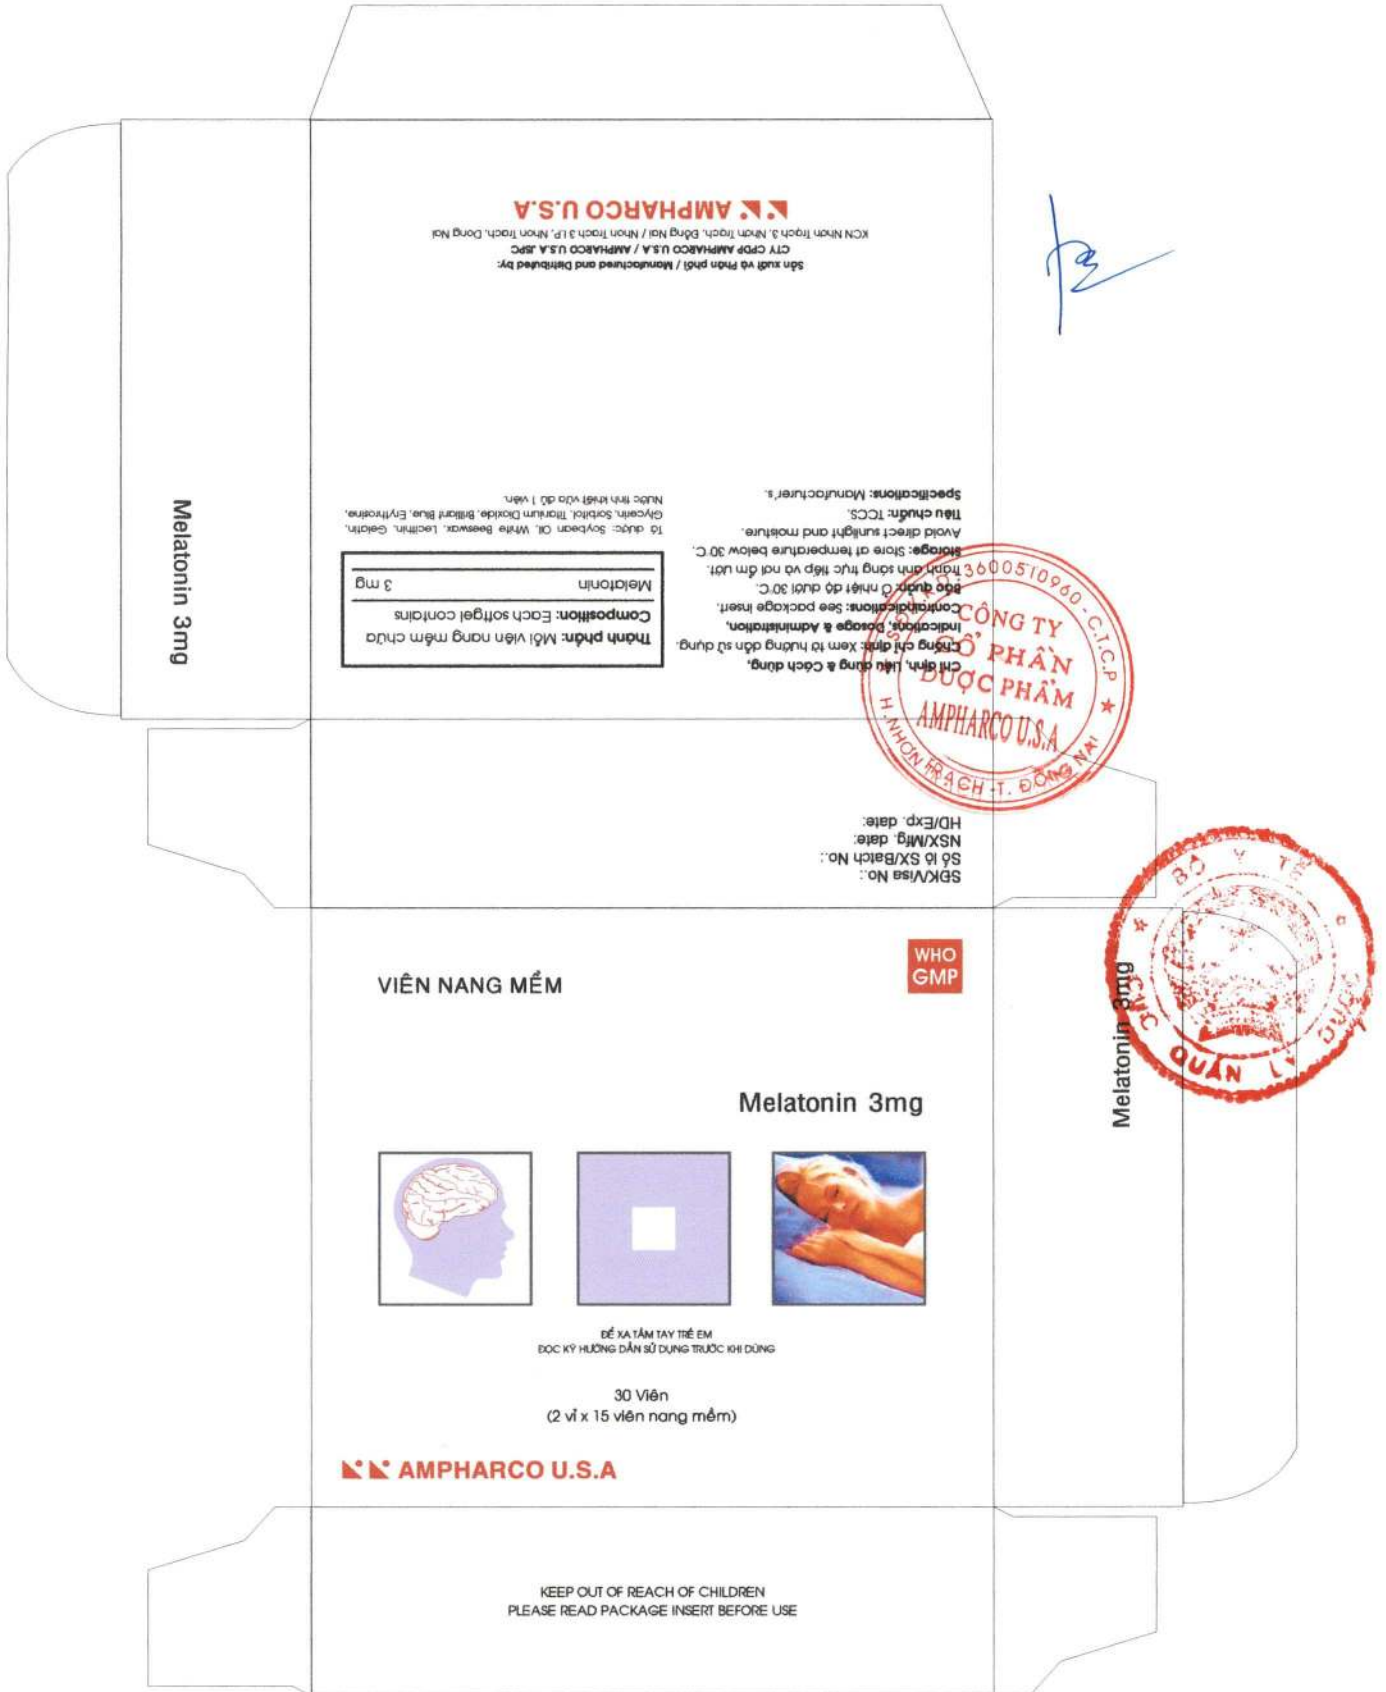 AMPHARCO U.S.A
KCN Nhơn Trạch 3, Nhơn Trạch, Đồng Nai / Nhon Trach 3 I.P, Nhon Trach, Dong Nai
CTY CPDP AMPHARCO U.S.A / AMPHARCO U.S.A JSPC
Sản xuất và Phân phối / Manufactured and Distributed by:
Melatonin 3mg
Thành phần: Mỗi viên nang mềm chứa
Composition: Each softgel contains
Melatonin 3 mg
Tá dược: Soybean Oil, White Beeswax, Lecithin, Gelatin,
Glycerin, Sorbitol, Titanium Dioxide, Brilliant Blue, Erythrosine,
Nước tinh khiết vừa đủ 1 viên.
Chỉ định, Liều dùng & Cách dùng,
Chống chỉ định: Xem tờ hướng dẫn sử dụng.
Indications, Dosage & Administration,
Contraindications: See package insert.
Bảo quản: Ở nhiệt độ dưới 30°C.
Tránh ánh sáng trực tiếp và nơi ẩm ướt.
Storage: Store at temperature below 30°C.
Avoid direct sunlight and moisture.
Tiêu chuẩn: TCCS.
Specifications: Manufacturer's.
3600510960 - C.T.C.P
CÔNG TY
CỔ PHẦN
DƯỢC PHẨM
AMPHARCO U.S.A
H. NHƠN TRẠCH - T. ĐỒNG NAI
SĐK/Visa No.:
Số lô SX/Batch No.:
NSX/Mfg. date:
HD/Exp. date:
BỘ Y TẾ
CỤC QUẢN LÝ DƯỢC
VIÊN NANG MỀM
WHO
GMP
Melatonin 3mg
Melatonin 3mg
ĐỂ XA TẦM TAY TRẺ EM
ĐỌC KỸ HƯỚNG DẪN SỬ DỤNG TRƯỚC KHI DÙNG
30 Viên
(2 vỉ x 15 viên nang mềm)
AMPHARCO U.S.A
KEEP OUT OF REACH OF CHILDREN
PLEASE READ PACKAGE INSERT BEFORE USE